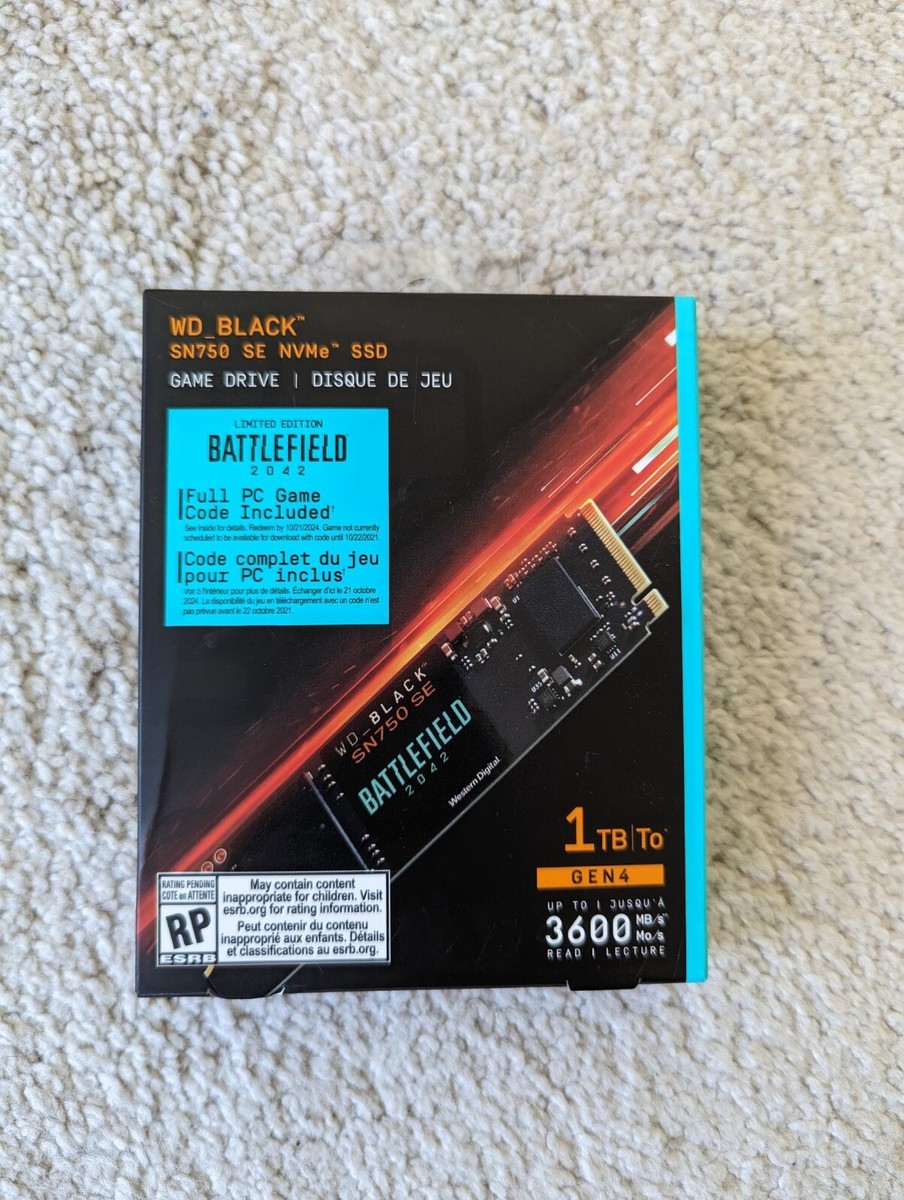 WD_BLACK™
SN750 SE NVMe™ SSD
GAME DRIVE | DISQUE DE JEU
LIMITED EDITION
BATTLEFIELD
2042
Full PC Game
Code Included†
See inside for details. Redeem by 10/21/2024. Game not currently
scheduled to be available for download with code until 10/22/2021.
Code complet du jeu
pour PC inclus†
Voir à l'intérieur pour plus de détails. Échanger d'ici le 21 octobre
2024. La disponibilité du jeu en téléchargement avec un code n'est
pas prévue avant le 22 octobre 2021.
WD_BLACK™
SN750 SE
BATTLEFIELD
2042
Western Digital.
1TB|To
GEN4
UP TO | JUSQU'À
3600 MB/s
Mo/s
READ | LECTURE
RATING PENDING
COTE en ATTENTE
RP
ESRB
May contain content
inappropriate for children. Visit
esrb.org for rating information.
Peut contenir du contenu
inapproprié aux enfants. Détails
et classifications au esrb.org.